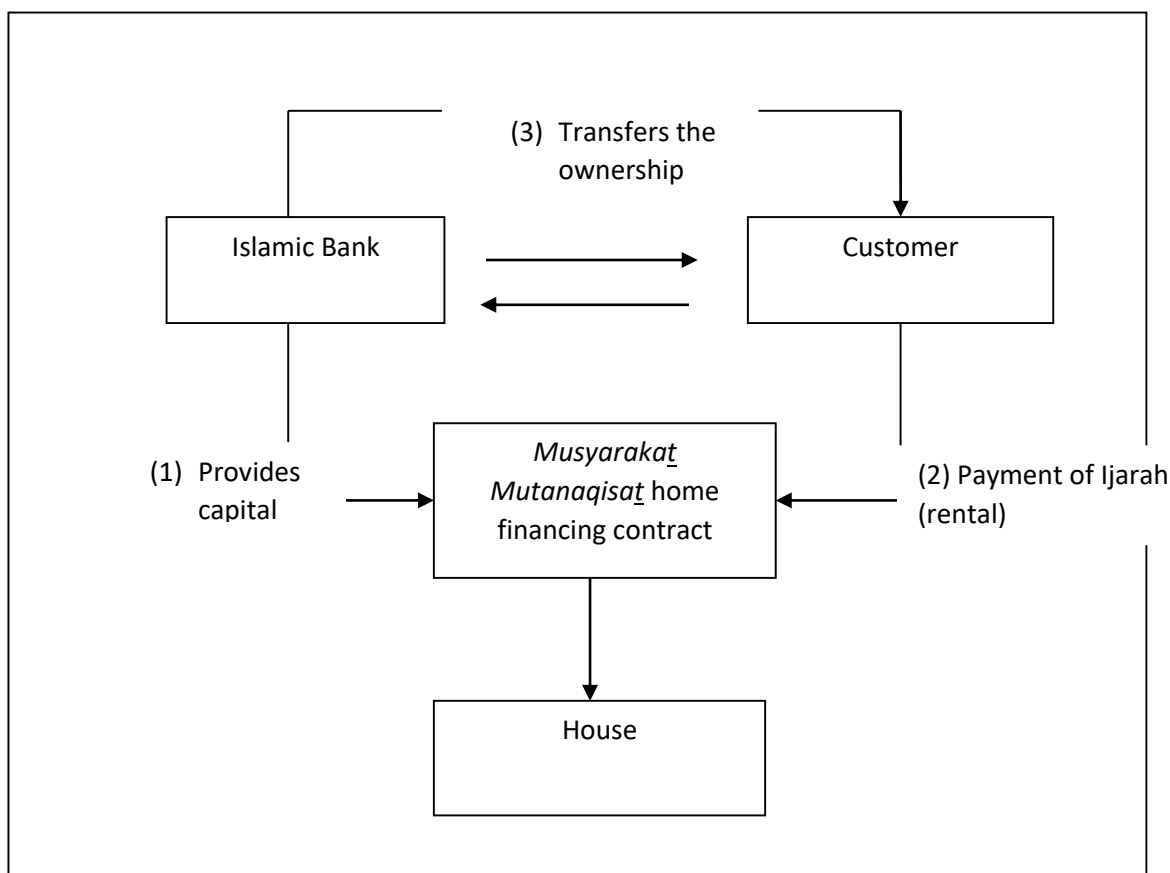 (3) Transfers the
ownership
Islamic Bank
Customer
Musyarakat
Mutanaqisat home
financing contract
(1) Provides
capital
(2) Payment of Ijarah
(rental)
House